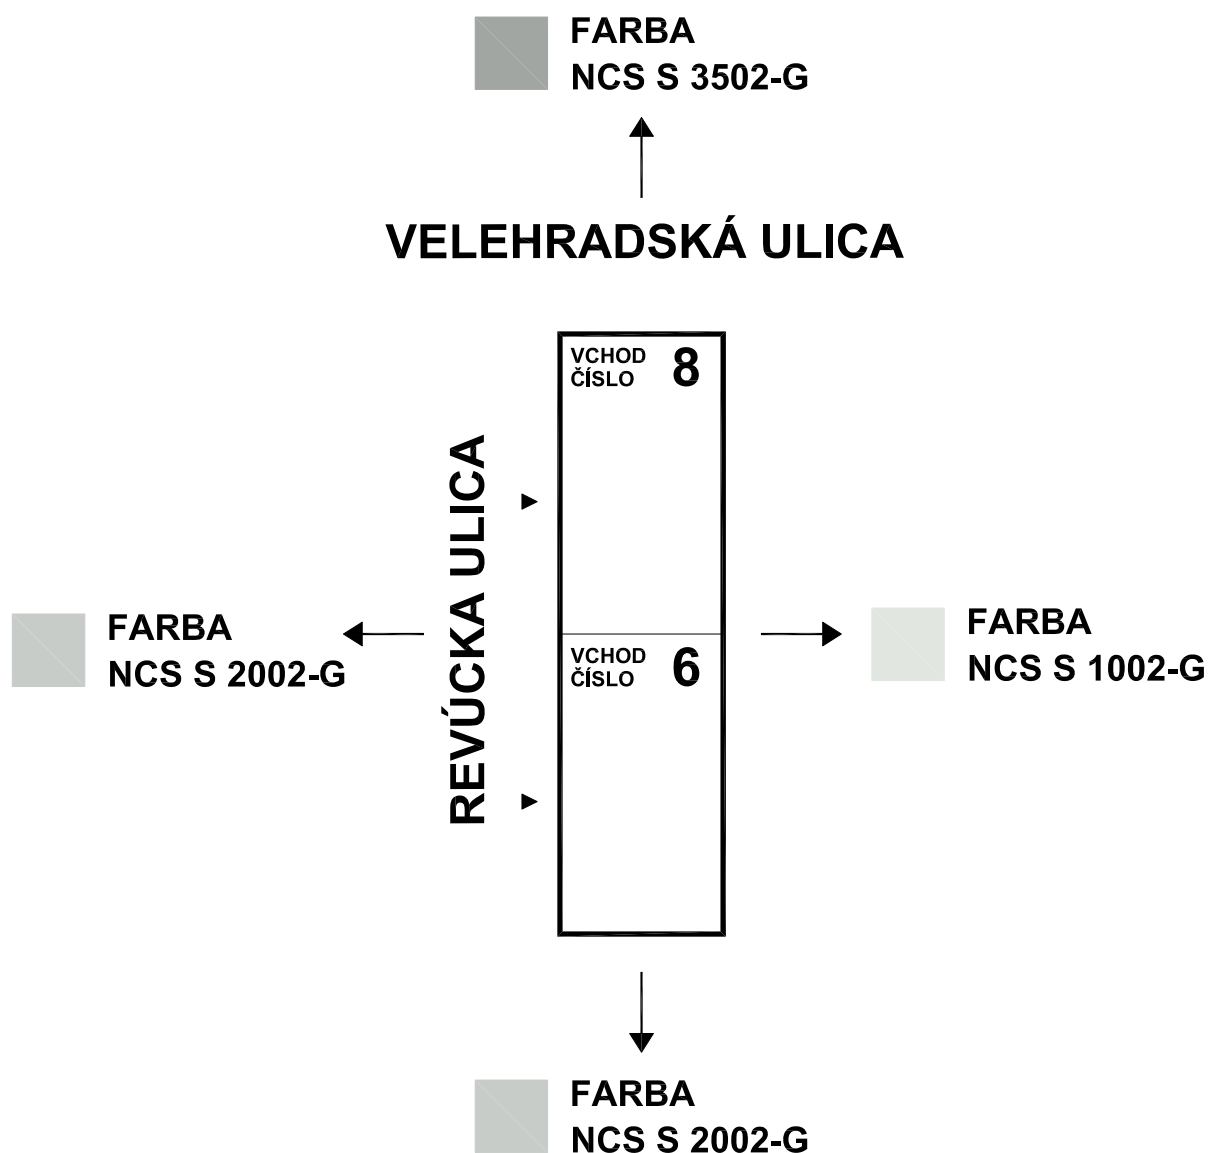 FARBA
NCS S 3502-G
VELEHRADSKÁ ULICA
VCHOD
ČÍSLO 8
REVÚCKA ULICA
FARBA
NCS S 2002-G
VCHOD
ČÍSLO 6
FARBA
NCS S 1002-G
FARBA
NCS S 2002-G